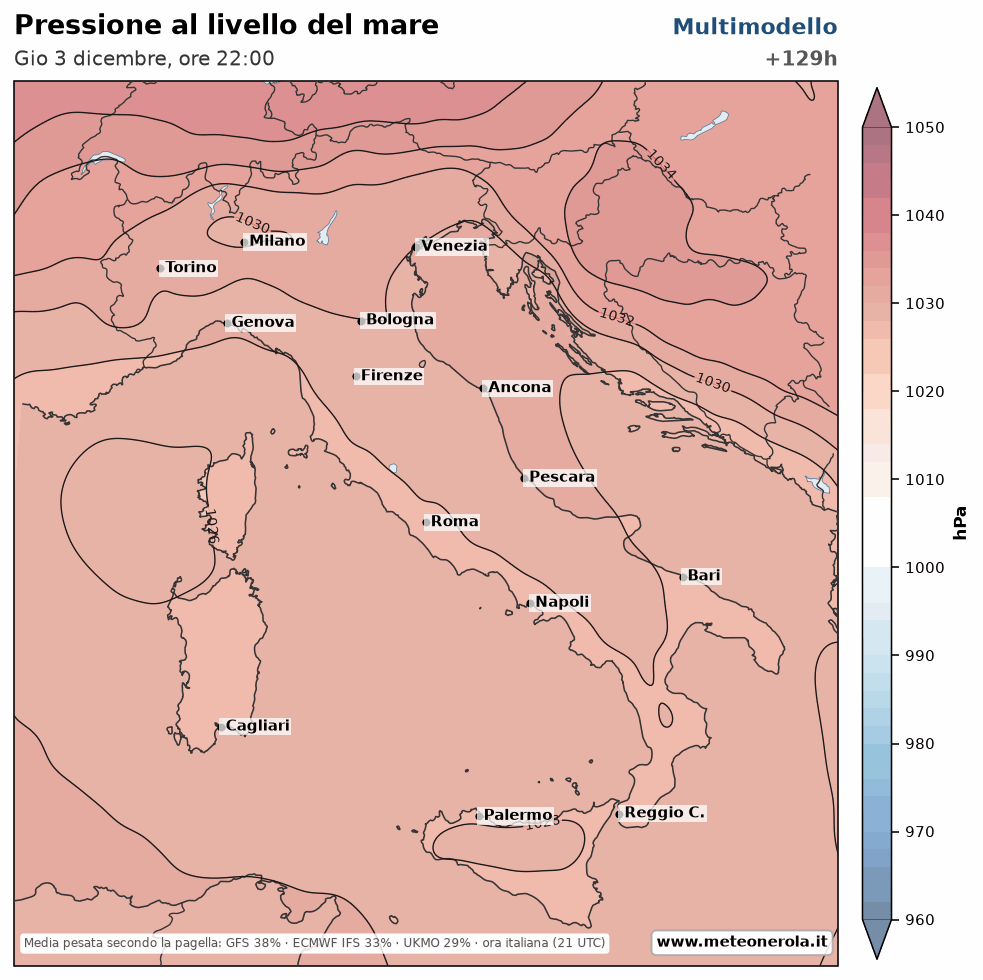 Pressione al livello del mare
Multimodello
Gio 3 dicembre, ore 22:00
+129h
1050
1034
1040
1030
Milano
Venezia
Torino
1030
1032
Genova
Bologna
Firenze
1030
Ancona
1020
Pescara
1010
Roma
1026
hPa
1000
Bari
Napoli
990
Cagliari
980
Palermo
Reggio C.
1028
970
960
Media pesata secondo la pagella: GFS 38% · ECMWF IFS 33% · UKMO 29% · ora italiana (21 UTC)
www.meteonerola.it